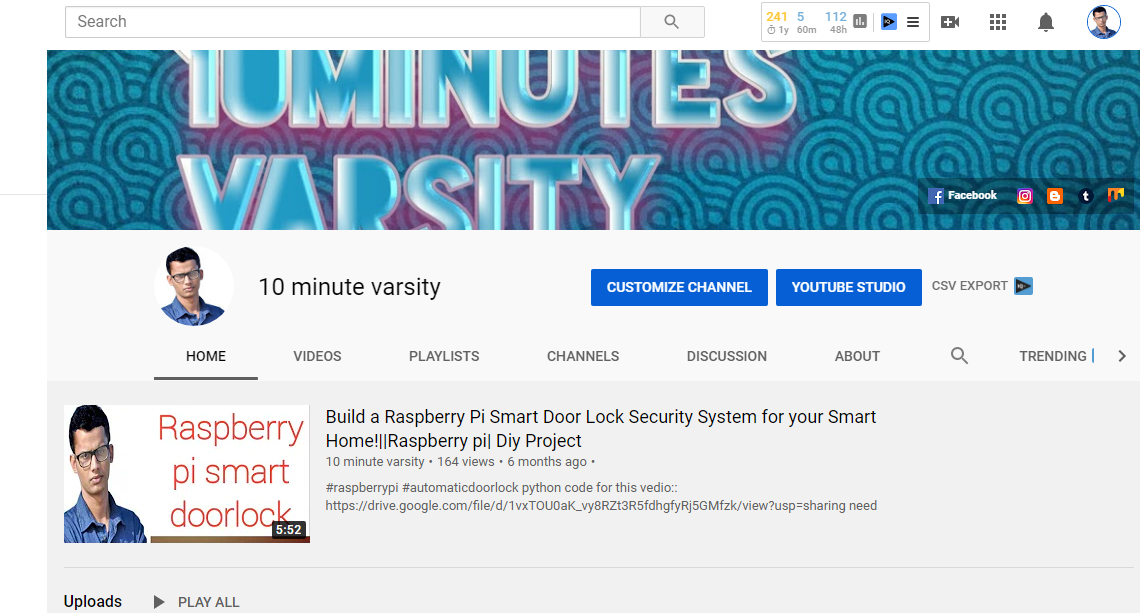 Search
241 5 112
1y 60m 48h
10MINUTES
VARSITY
Facebook
10 minute varsity
CUSTOMIZE CHANNEL
YOUTUBE STUDIO
CSV EXPORT
HOME VIDEOS PLAYLISTS CHANNELS DISCUSSION ABOUT TRENDING
Raspberry
pi smart
doorlock
5:52
Build a Raspberry Pi Smart Door Lock Security System for your Smart
Home!||Raspberry pi| Diy Project
10 minute varsity • 164 views • 6 months ago •
#raspberrypi #automaticdoorlock python code for this vedio::
https://drive.google.com/file/d/1vxTOU0aK_vy8RZt3R5fdhgfyRj5GMfzk/view?usp=sharing need
Uploads PLAY ALL